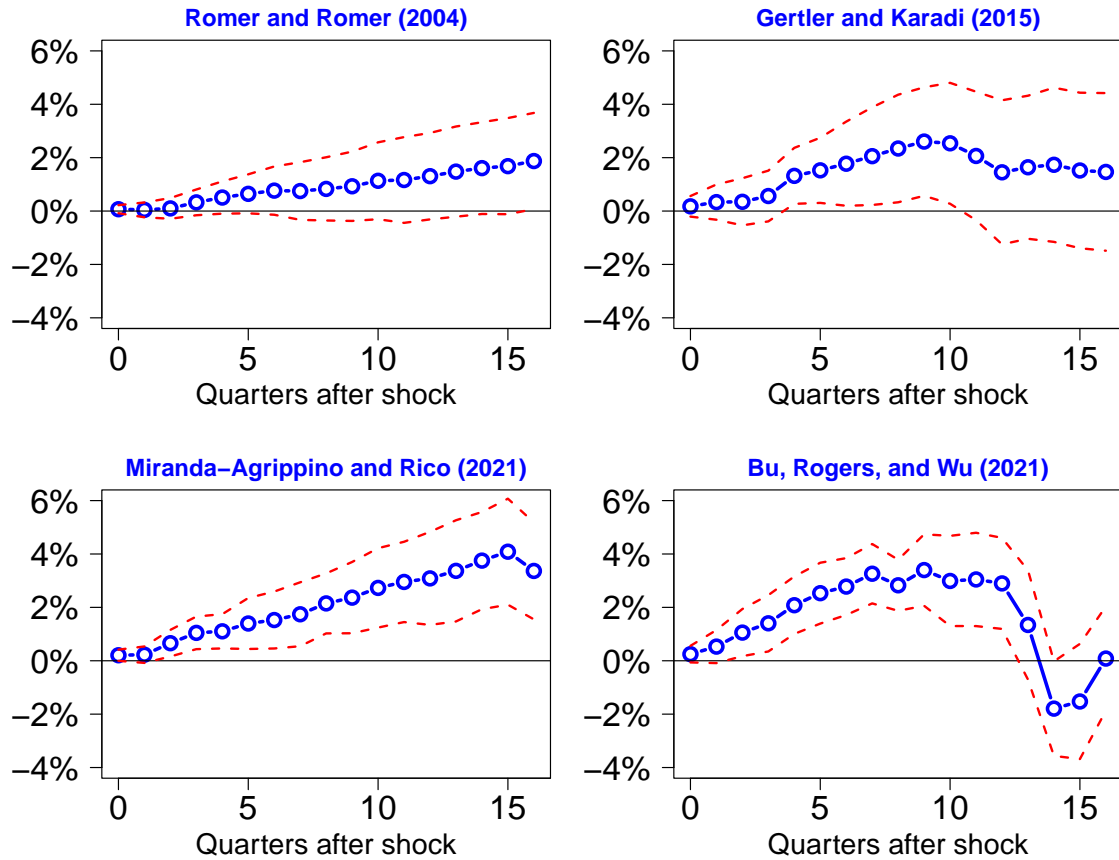 Romer and Romer (2004)
6%
4%
2%
0%
−2%
−4%
0 5 10 15
Quarters after shock
Gertler and Karadi (2015)
6%
4%
2%
0%
−2%
−4%
0 5 10 15
Quarters after shock
Miranda−Agrippino and Rico (2021)
6%
4%
2%
0%
−2%
−4%
0 5 10 15
Quarters after shock
Bu, Rogers, and Wu (2021)
6%
4%
2%
0%
−2%
−4%
0 5 10 15
Quarters after shock